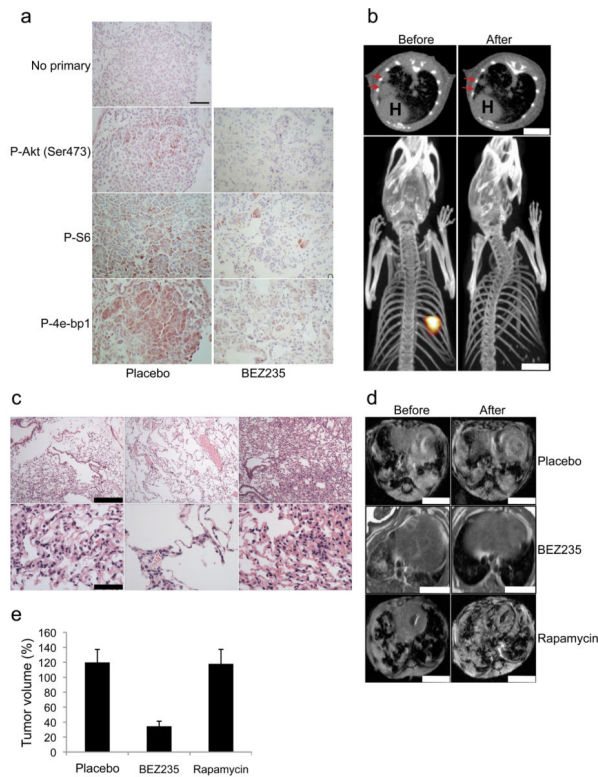 a
No primary
P-Akt (Ser473)
P-S6
P-4e-bp1
Placebo BEZ235
b
Before After
H H
c
d
Before After
Placebo
BEZ235
Rapamycin
e
Tumor volume (%)
160
140
120
100
80
60
40
20
0
Placebo BEZ235 Rapamycin